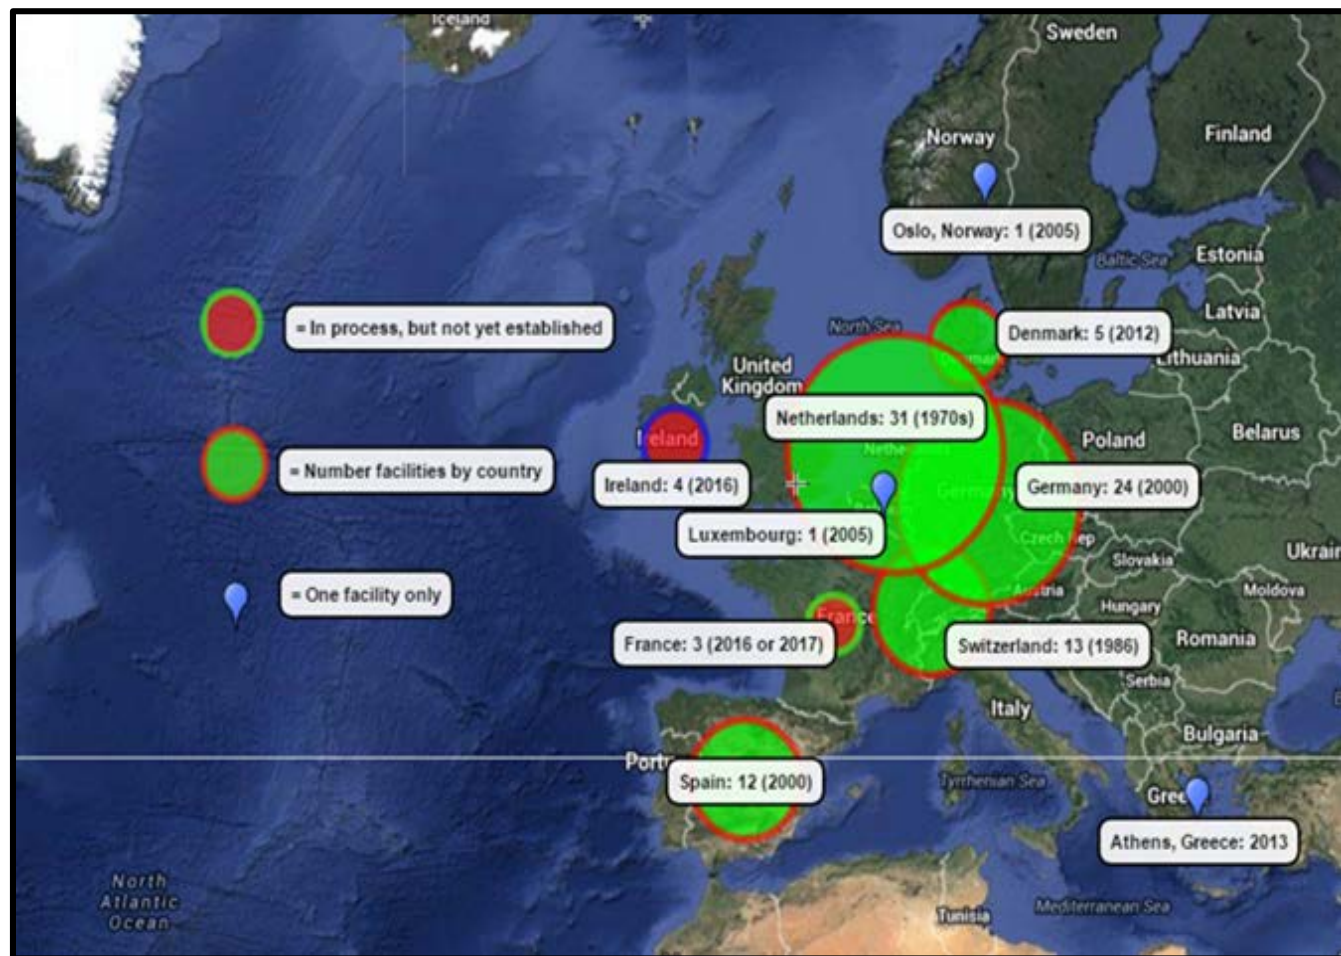 Iceland
Sweden
Norway
Finland
Oslo, Norway: 1 (2005)
Baltic Sea
Estonia
Latvia
= In process, but not yet established
North Sea
Denmark: 5 (2012)
Lithuania
United
Kingdom
Netherlands: 31 (1970s)
Ireland
Poland
Belarus
= Number facilities by country
Ireland: 4 (2016)
Germany
Germany: 24 (2000)
Luxembourg: 1 (2005)
Czech Rep
Slovakia
Ukrain
= One facility only
Austria
Moldova
Hungary
France
France: 3 (2016 or 2017)
Switzerland: 13 (1986)
Romania
Serbia
Italy
Bulgaria
Port
Spain: 12 (2000)
Tyrrhenian Sea
Gree
Athens, Greece: 2013
North
Atlantic
Ocean
Tunisia
Mediterranean Sea